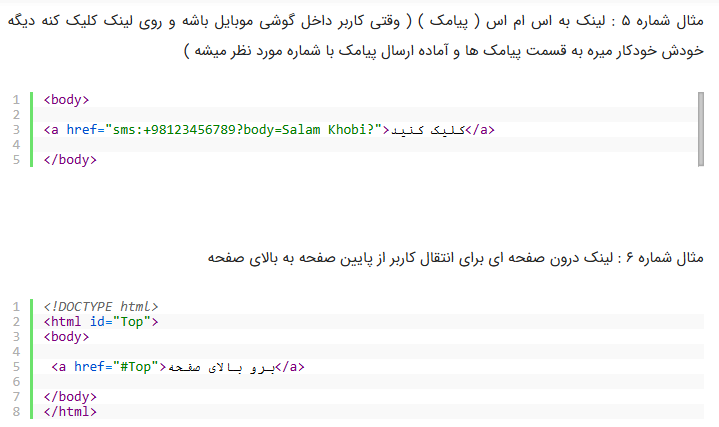 مثال شماره ۵ : لینک به اس ام اس ( پیامک ) ( وقتی کاربر داخل گوشی موبایل باشه و روی لینک کلیک کنه دیگه
خودش خودکار میره به قسمت پیامک ها و آماده ارسال پیامک با شماره مورد نظر میشه )
1 <body>
2
3 <a href="sms:+98123456789?body=Salam Khobi?">کلیک کنید</a>
4
5 </body>
مثال شماره ۶ : لینک درون صفحه ای برای انتقال کاربر از پایین صفحه به بالای صفحه
1 <!DOCTYPE html>
2 <html id="Top">
3 <body>
4
5 <a href="#Top">برو بالای صفحه</a>
6
7 </body>
8 </html>